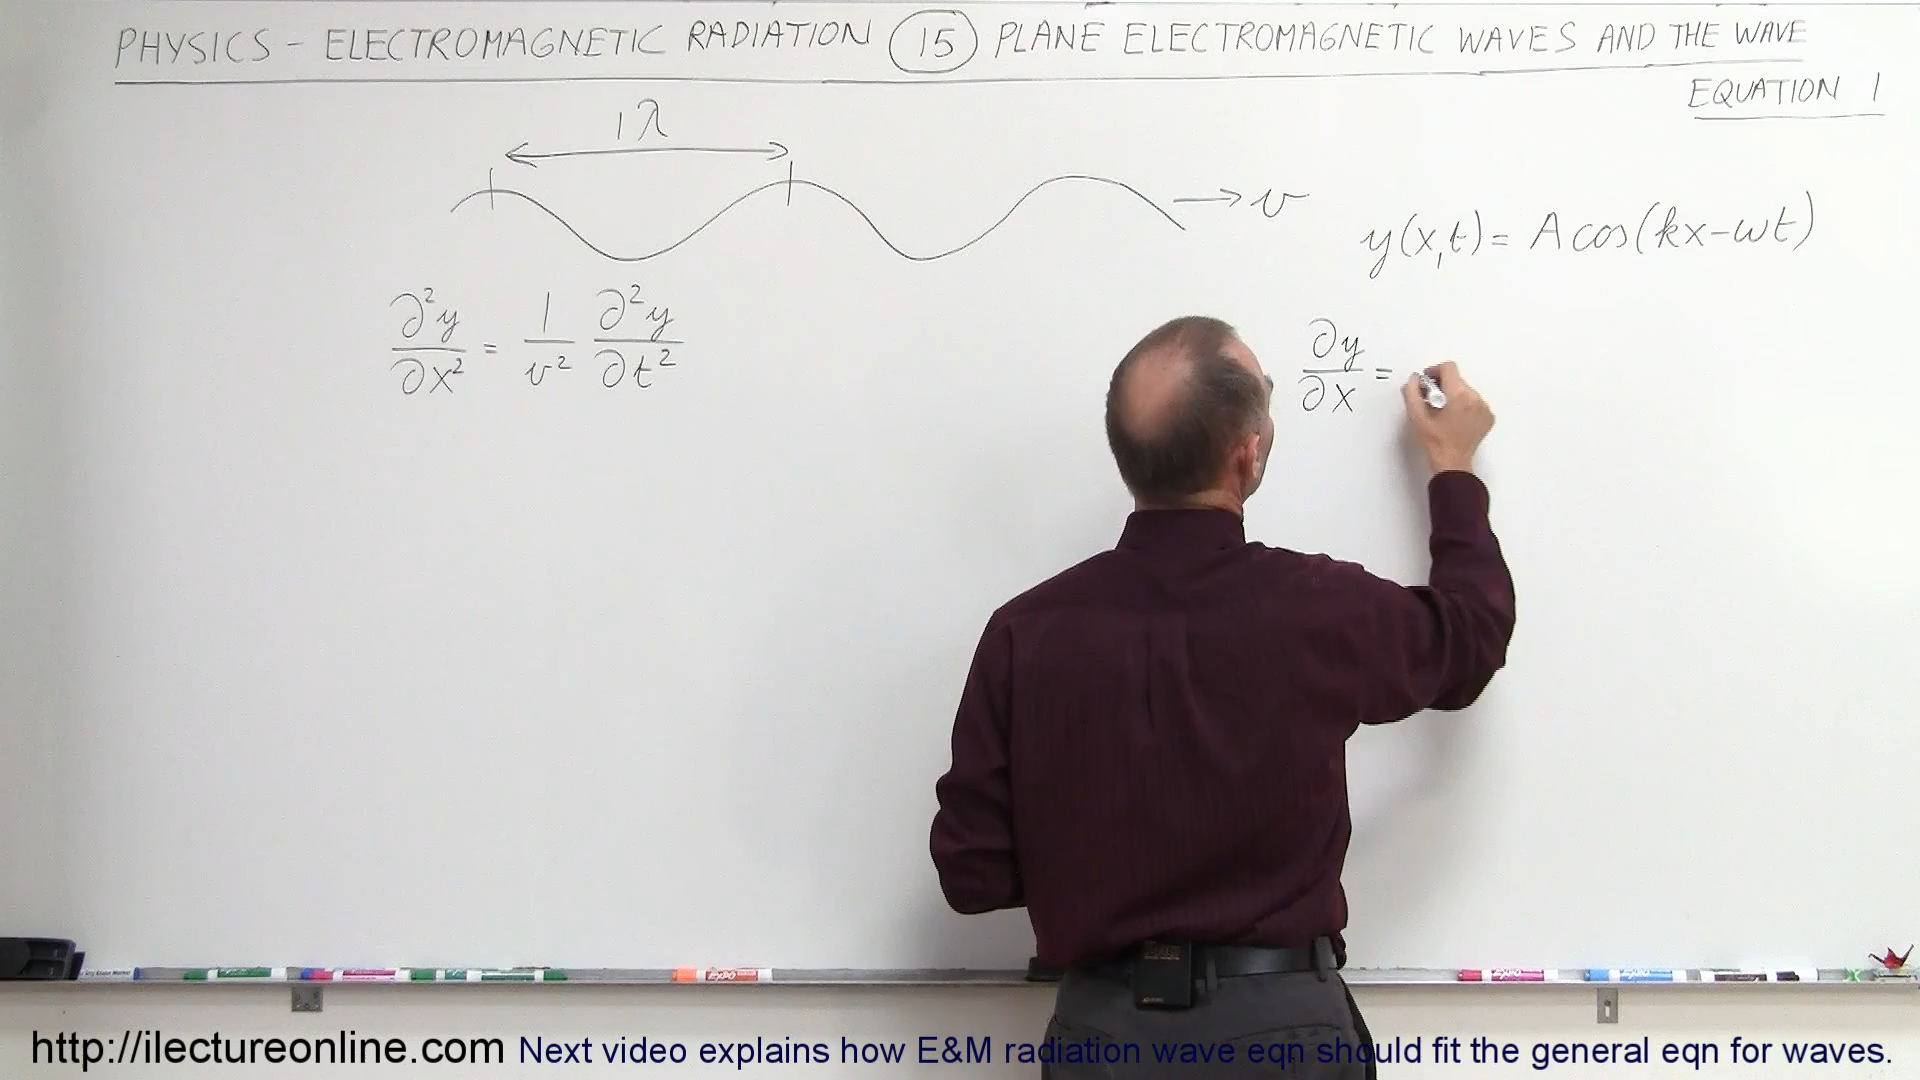 PHYSICS - ELECTROMAGNETIC RADIATION 15 PLANE ELECTROMAGNETIC WAVES AND THE WAVE
EQUATION 1
1λ
→ v
y(x,t) = A cos(kx-ωt)
∂²y/∂x² = 1/v² ∂²y/∂t²
∂y/∂x =
http://ilectureonline.com Next video explains how E&M radiation wave eqn should fit the general eqn for waves.